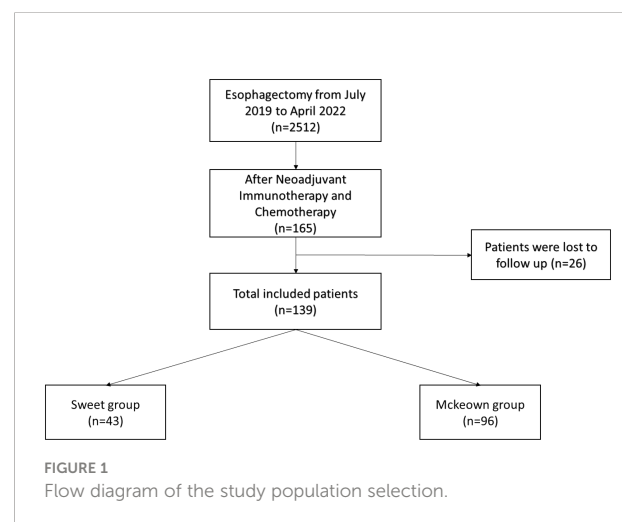 Esophagectomy from July
2019 to April 2022
(n=2512)
After Neoadjuvant
Immunotherapy and
Chemotherapy
(n=165)
Patients were lost to
follow up (n=26)
Total included patients
(n=139)
Sweet group
(n=43)
Mckeown group
(n=96)
FIGURE 1
Flow diagram of the study population selection.